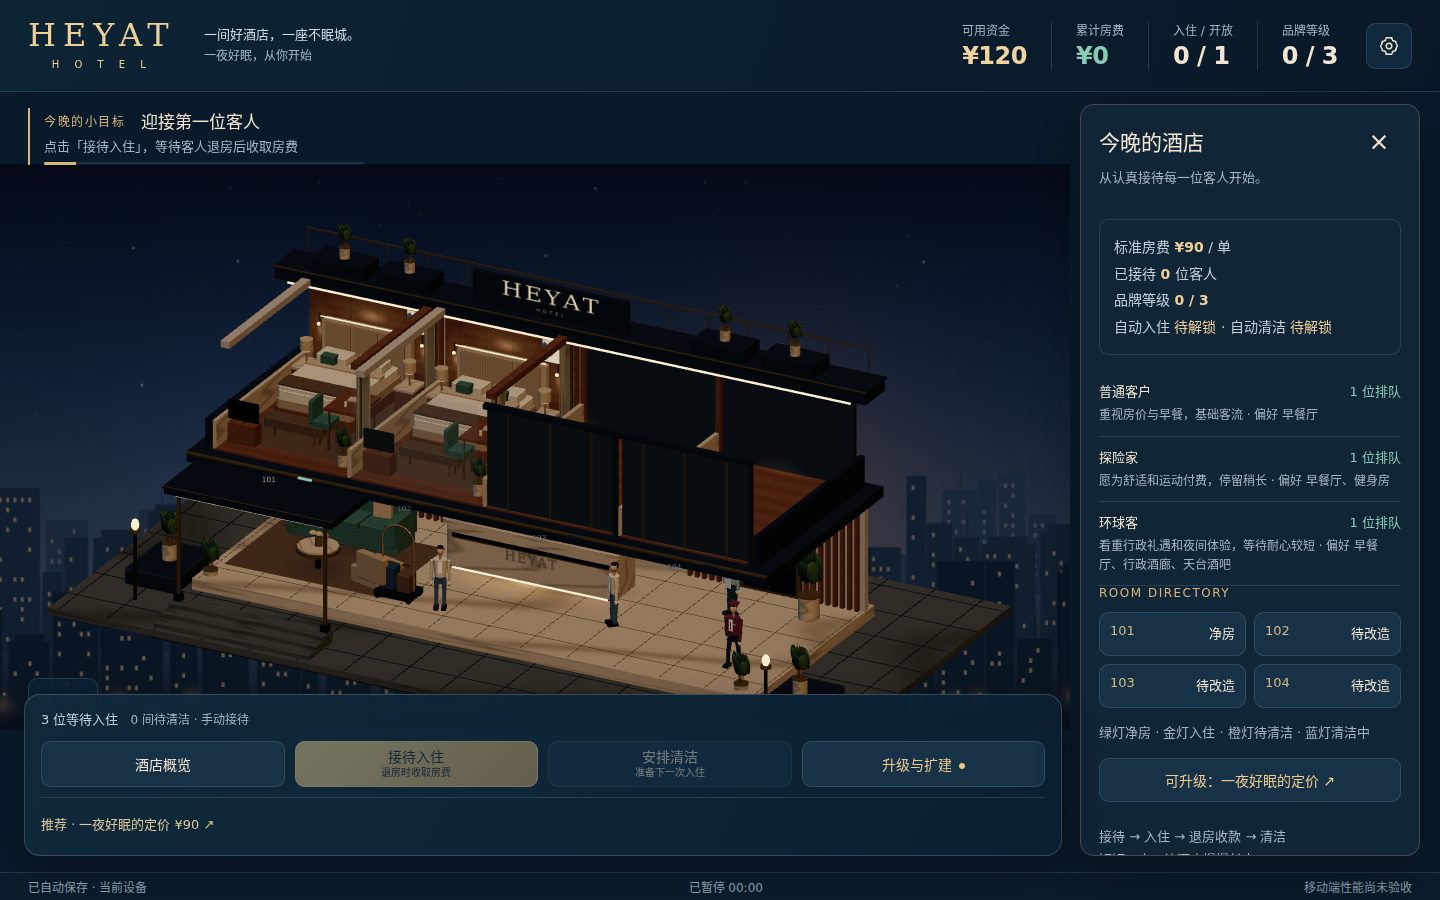 HEYAT
HOTEL
一间好酒店，一座不眠城。
一夜好眠，从你开始
可用资金
¥120
累计房费
¥0
入住 / 开放
0 / 1
品牌等级
0 / 3
今晚的小目标 迎接第一位客人
点击「接待入住」，等待客人退房后收取房费
HEYAT
HOTEL
101
102
103
104
HEYAT
3 位等待入住 0 间待清洁 · 手动接待
酒店概览
接待入住
退房时收取房费
安排清洁
准备下一次入住
升级与扩建
推荐 · 一夜好眠的定价 ¥90 ↗
今晚的酒店
从认真接待每一位客人开始。
标准房费 ¥90 / 单
已接待 0 位客人
品牌等级 0 / 3
自动入住 待解锁 · 自动清洁 待解锁
普通客户 1 位排队
重视房价与早餐，基础客流 · 偏好 早餐厅
探险家 1 位排队
愿为舒适和运动付费，停留稍长 · 偏好 早餐厅、健身房
环球客 1 位排队
看重行政礼遇和夜间体验，等待耐心较短 · 偏好 早餐
厅、行政酒廊、天台酒吧
ROOM DIRECTORY
101 净房
102 待改造
103 待改造
104 待改造
绿灯净房 · 金灯入住 · 橙灯待清洁 · 蓝灯清洁中
可升级：一夜好眠的定价 ↗
接待 → 入住 → 退房收款 → 清洁
已自动保存 · 当前设备
已暂停 00:00
移动端性能尚未验收